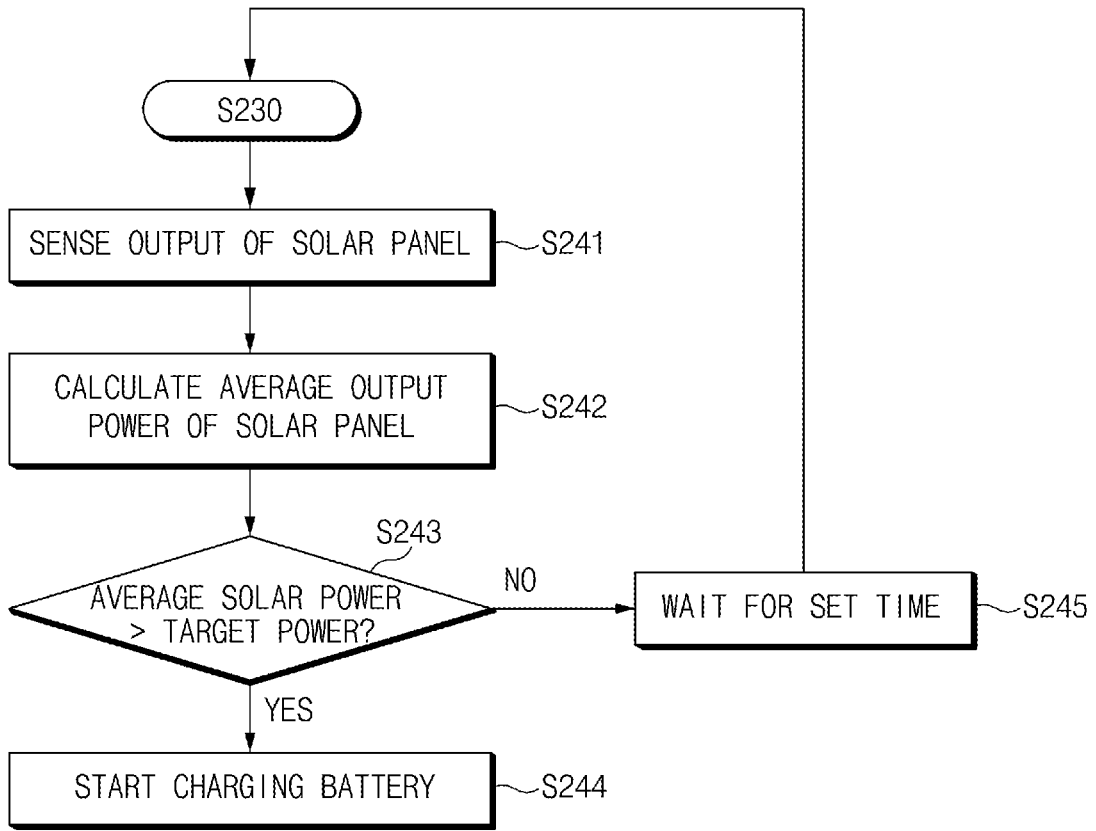 S230
SENSE OUTPUT OF SOLAR PANEL
S241
CALCULATE AVERAGE OUTPUT
POWER OF SOLAR PANEL
S242
S243
AVERAGE SOLAR POWER
> TARGET POWER?
NO
WAIT FOR SET TIME
S245
YES
START CHARGING BATTERY
S244